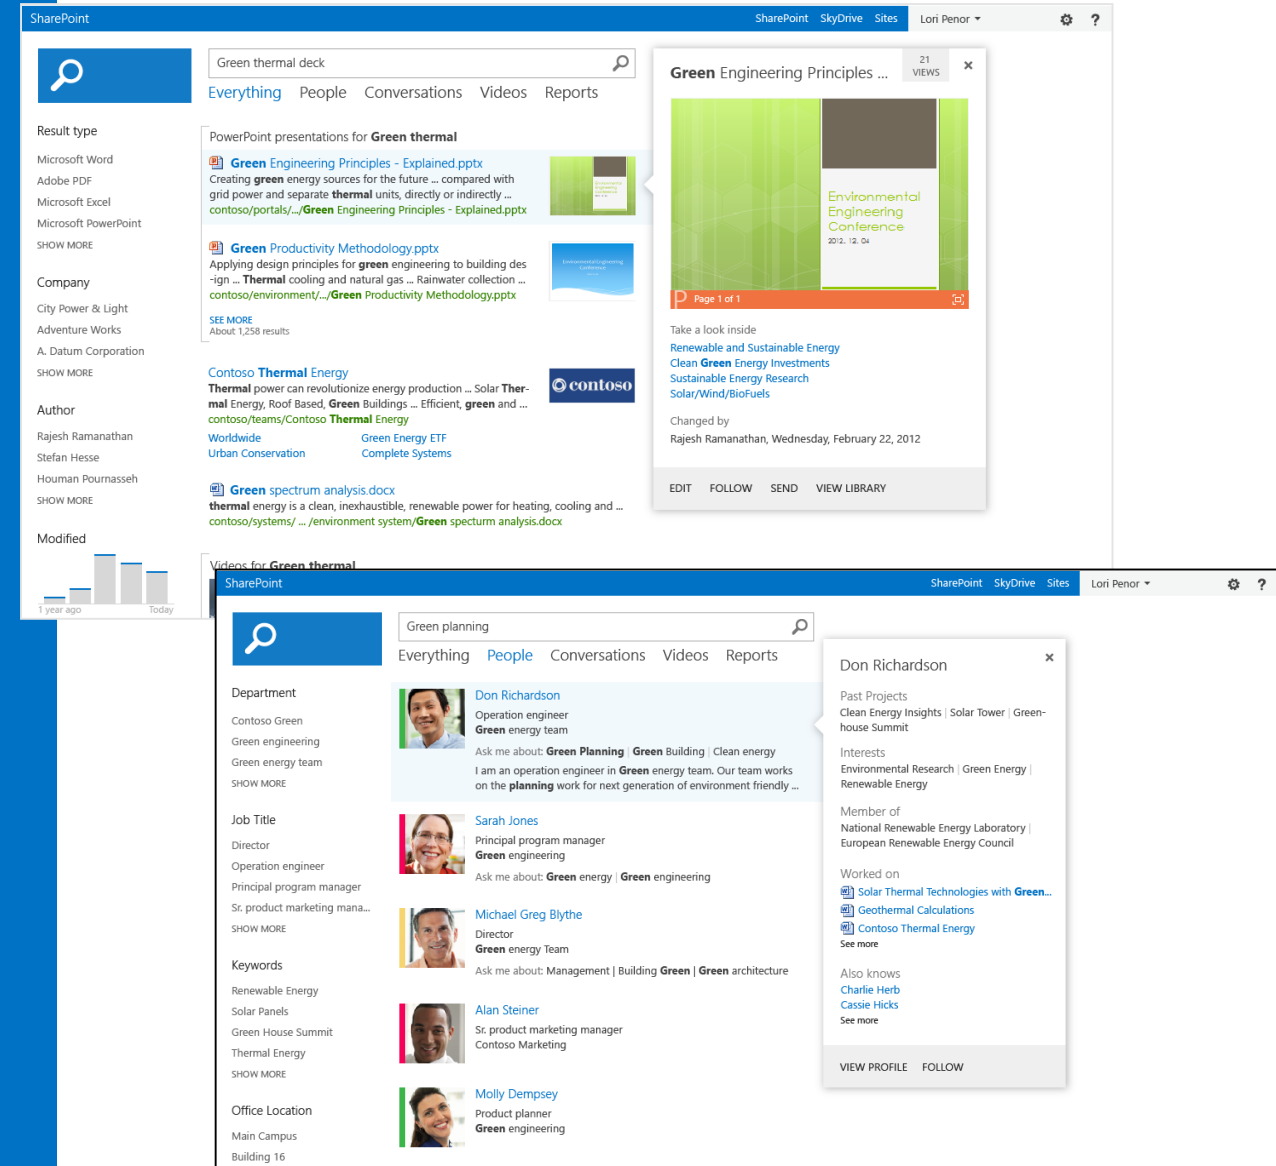 SharePoint
SharePoint SkyDrive Sites Lori Penor
?
Green thermal deck
Everything People Conversations Videos Reports
Result type
Microsoft Word
Adobe PDF
Microsoft Excel
Microsoft PowerPoint
SHOW MORE
Company
City Power & Light
Adventure Works
A. Datum Corporation
SHOW MORE
Author
Rajesh Ramanathan
Stefan Hesse
Houman Pournasseh
SHOW MORE
Modified
1 year ago Today
PowerPoint presentations for Green thermal
Green Engineering Principles - Explained.pptx
Creating green energy sources for the future ... compared with
grid power and separate thermal units, directly or indirectly ...
contoso/portals/.../Green Engineering Principles - Explained.pptx
Environmental
Engineering
Conference
Green Productivity Methodology.pptx
Applying design principles for green engineering to building des
-ign ... Thermal cooling and natural gas ... Rainwater collection ...
contoso/environment/.../Green Productivity Methodology.pptx
Environmental Engineering
Conference
SEE MORE
About 1,258 results
Contoso Thermal Energy
Thermal power can revolutionize energy production ... Solar Ther-
mal Energy, Roof Based, Green Buildings ... Efficient, green and ...
contoso/teams/Contoso Thermal Energy
Worldwide Green Energy ETF
Urban Conservation Complete Systems
contoso
Green spectrum analysis.docx
thermal energy is a clean, inexhaustible, renewable power for heating, cooling and ...
contoso/systems/ ... /environment system/Green specturm analysis.docx
Videos for Green thermal
Green Engineering Principles ...
21
VIEWS
Environmental
Engineering
Conference
2012. 12. 04
Page 1 of 1
Take a look inside
Renewable and Sustainable Energy
Clean Green Energy Investments
Sustainable Energy Research
Solar/Wind/BioFuels
Changed by
Rajesh Ramanathan, Wednesday, February 22, 2012
EDIT FOLLOW SEND VIEW LIBRARY
SharePoint
SharePoint SkyDrive Sites Lori Penor
?
Green planning
Everything People Conversations Videos Reports
Department
Contoso Green
Green engineering
Green energy team
SHOW MORE
Job Title
Director
Operation engineer
Principal program manager
Sr. product marketing mana...
SHOW MORE
Keywords
Renewable Energy
Solar Panels
Green House Summit
Thermal Energy
SHOW MORE
Office Location
Main Campus
Building 16
Don Richardson
Operation engineer
Green energy team
Ask me about: Green Planning | Green Building | Clean energy
I am an operation engineer in Green energy team. Our team works
on the planning work for next generation of environment friendly ...
Sarah Jones
Principal program manager
Green engineering
Ask me about: Green energy | Green engineering
Michael Greg Blythe
Director
Green energy Team
Ask me about: Management | Building Green | Green architecture
Alan Steiner
Sr. product marketing manager
Contoso Marketing
Molly Dempsey
Product planner
Green engineering
Don Richardson
Past Projects
Clean Energy Insights | Solar Tower | Green-
house Summit
Interests
Environmental Research | Green Energy |
Renewable Energy
Member of
National Renewable Energy Laboratory |
European Renewable Energy Council
Worked on
Solar Thermal Technologies with Green...
Geothermal Calculations
Contoso Thermal Energy
See more
Also knows
Charlie Herb
Cassie Hicks
See more
VIEW PROFILE FOLLOW